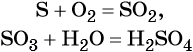 S + O₂ = SO₂,
SO₃ + H₂O = H₂SO₄